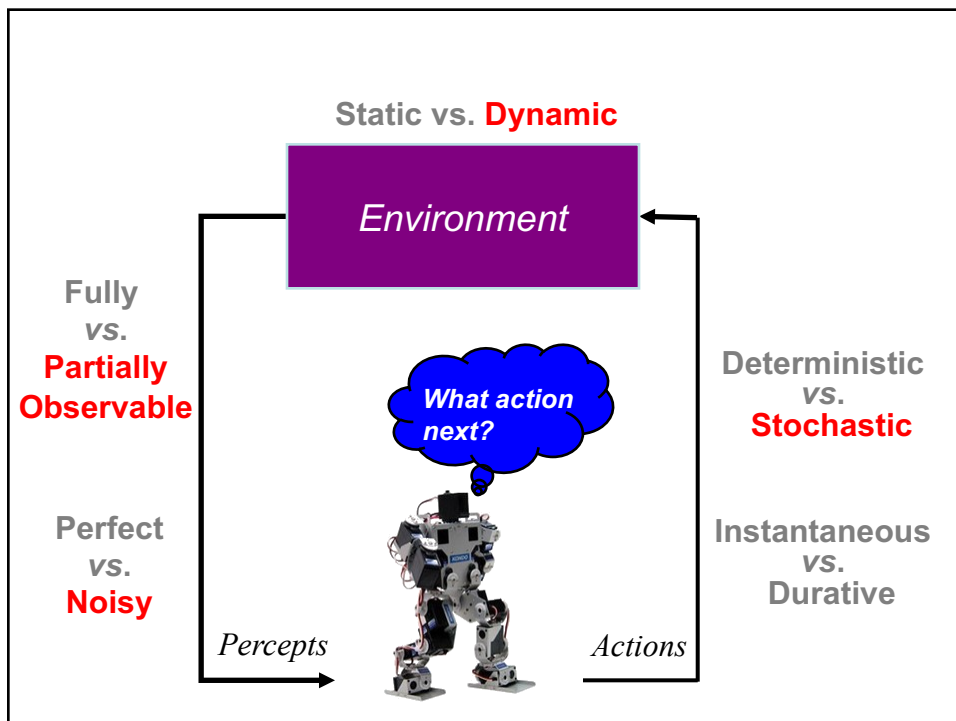 Static vs. Dynamic
Environment
Fully
vs.
Partially
Observable
What action
next?
Deterministic
vs.
Stochastic
Perfect
vs.
Noisy
Instantaneous
vs.
Durative
Percepts
Actions
KONDO